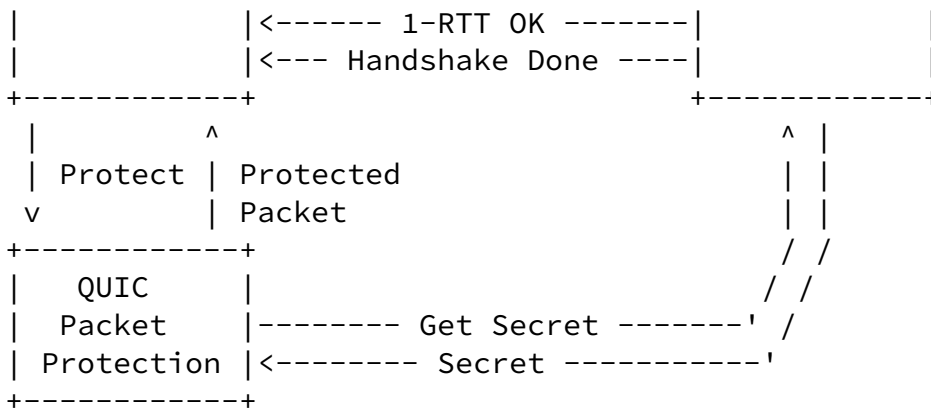 |            |<------ 1-RTT OK -------|            |
|            |<--- Handshake Done ----|            |
+------------+                        +------------+
 |         ^                               ^ |
 | Protect | Protected                     | |
 v         | Packet                        | |
+------------+                             / /
|   QUIC     |                            / /
|  Packet    |-------- Get Secret -------' /
| Protection |<-------- Secret -----------'
+------------+